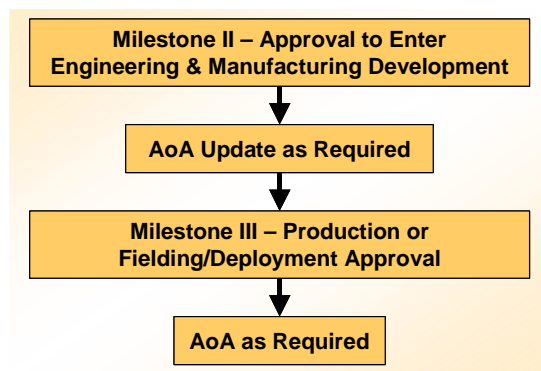 Milestone II – Approval to Enter
Engineering & Manufacturing Development
AoA Update as Required
Milestone III – Production or
Fielding/Deployment Approval
AoA as Required